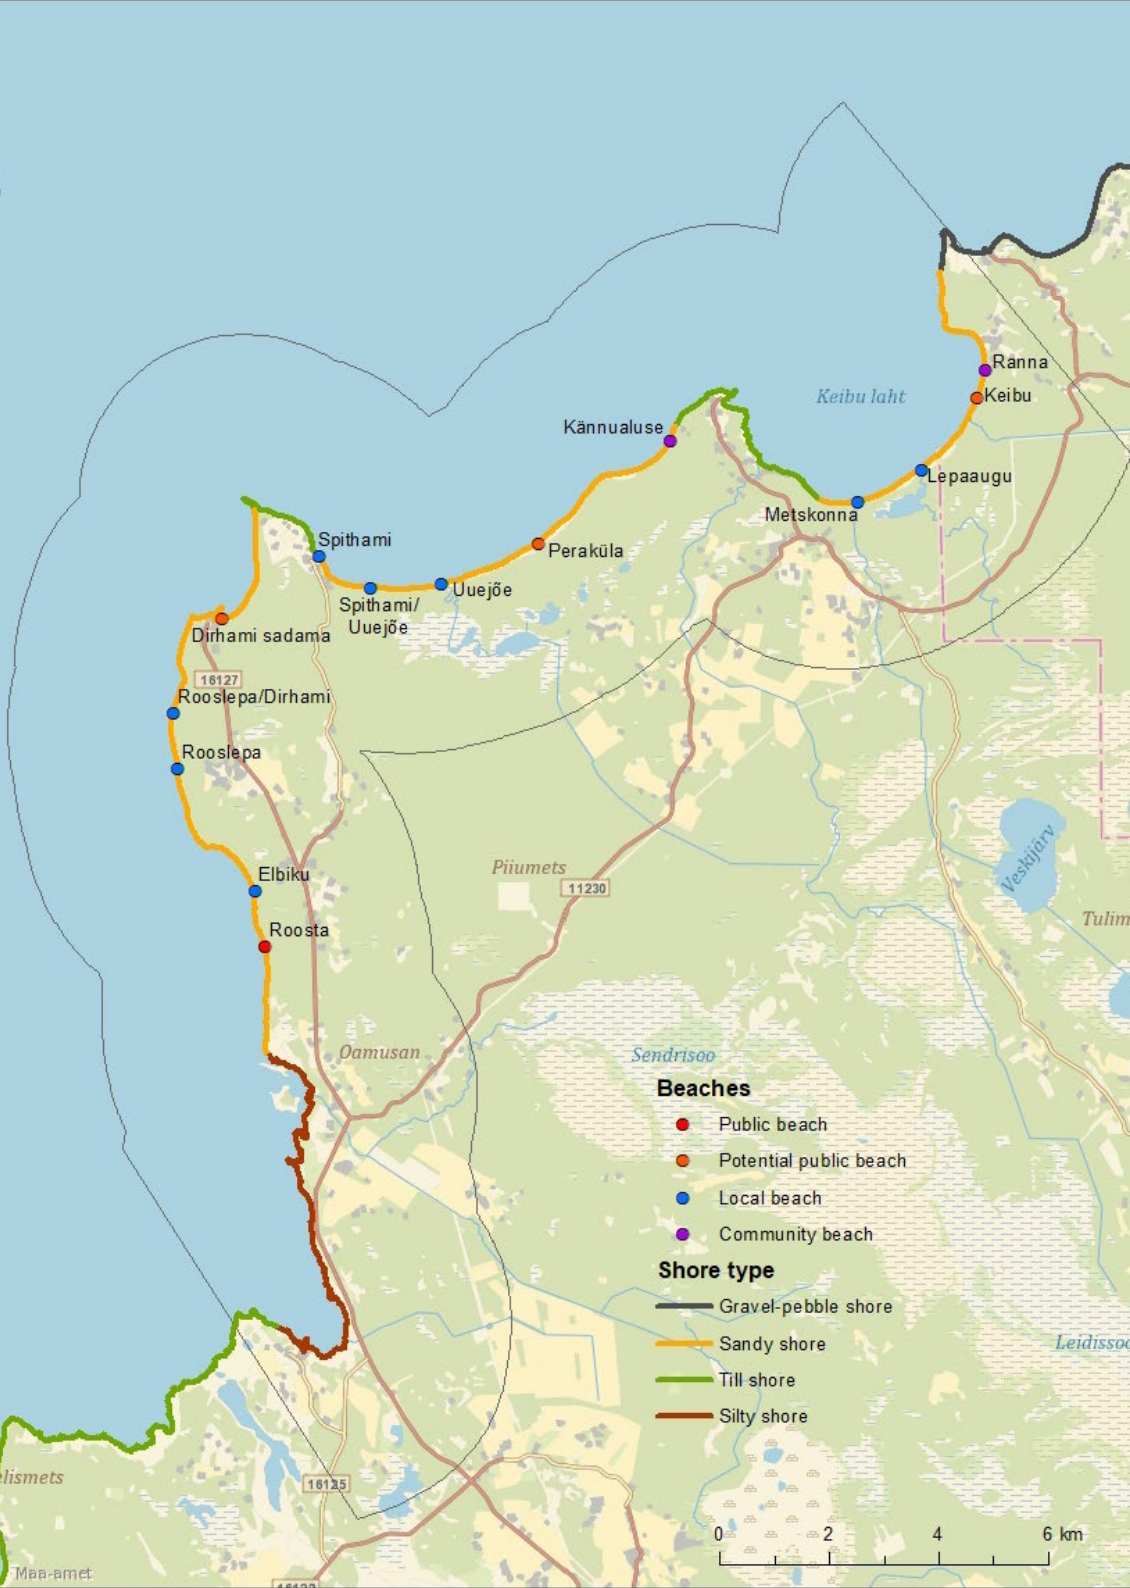 Ranna
Keibu laht
Keibu
Kännualuse
Lepaaugu
Metskonna
Spithami
Peraküla
Uuejõe
Spithami/
Uuejõe
Dirhami sadama
16127
Rooslepa/Dirhami
Rooslepa
Elbiku
Piiumets
11230
Veskijärv
Tulim
Roosta
Oamusan
Sendrisoo
Beaches
Public beach
Potential public beach
Local beach
Community beach
Shore type
Gravel-pebble shore
Sandy shore
Leidissoo
Till shore
Silty shore
elismets
16125
0 2 4 6 km
Maa-amet